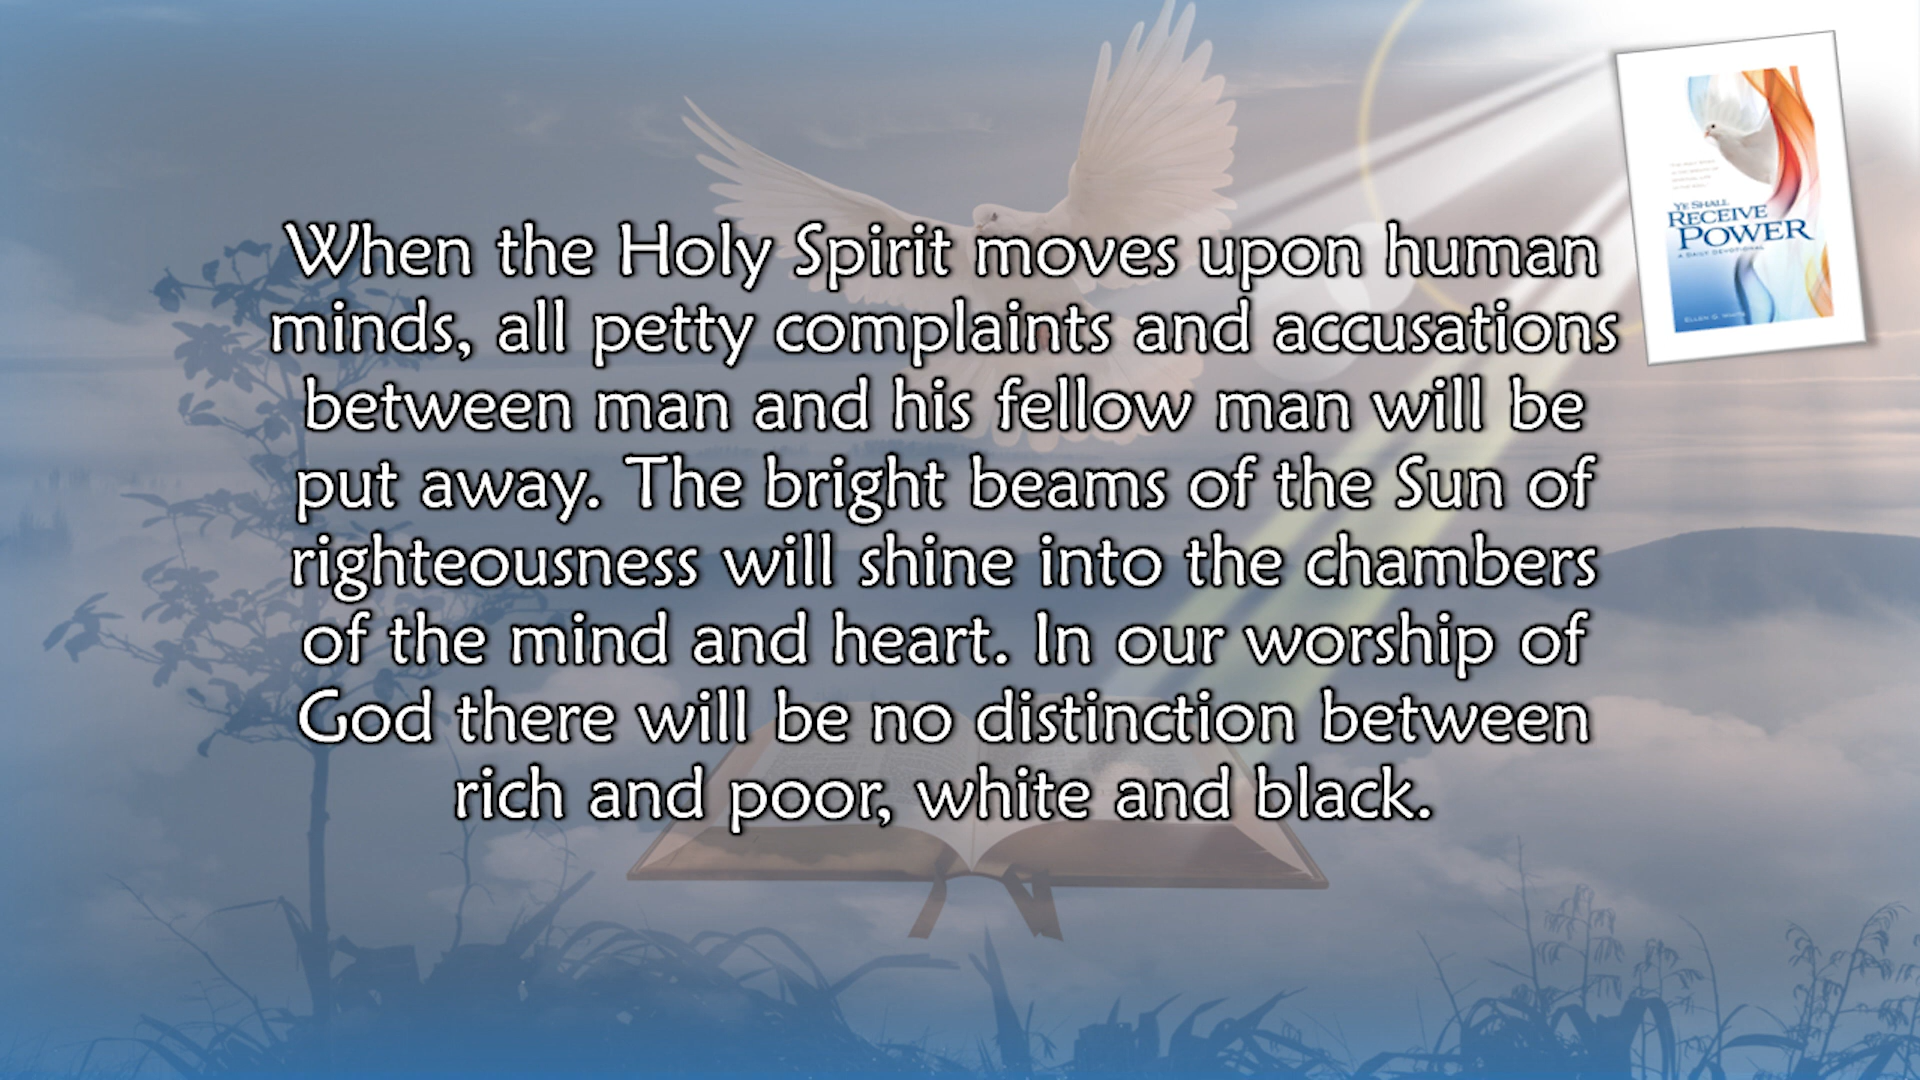 When the Holy Spirit moves upon human
minds, all petty complaints and accusations
between man and his fellow man will be
put away. The bright beams of the Sun of
righteousness will shine into the chambers
of the mind and heart. In our worship of
God there will be no distinction between
rich and poor, white and black.
YE SHALL
RECEIVE
POWER
A DAILY DEVOTIONAL
ELLEN G. WHITE